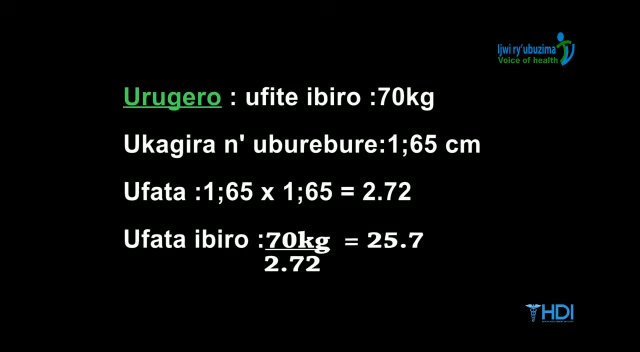 Ijwi ry'ubuzima
Voice of health
Urugero : ufite ibiro :70kg
Ukagira n' uburebure:1;65 cm
Ufata :1;65 x 1;65 = 2.72
Ufata ibiro :70kg = 25.7
2.72
HDI